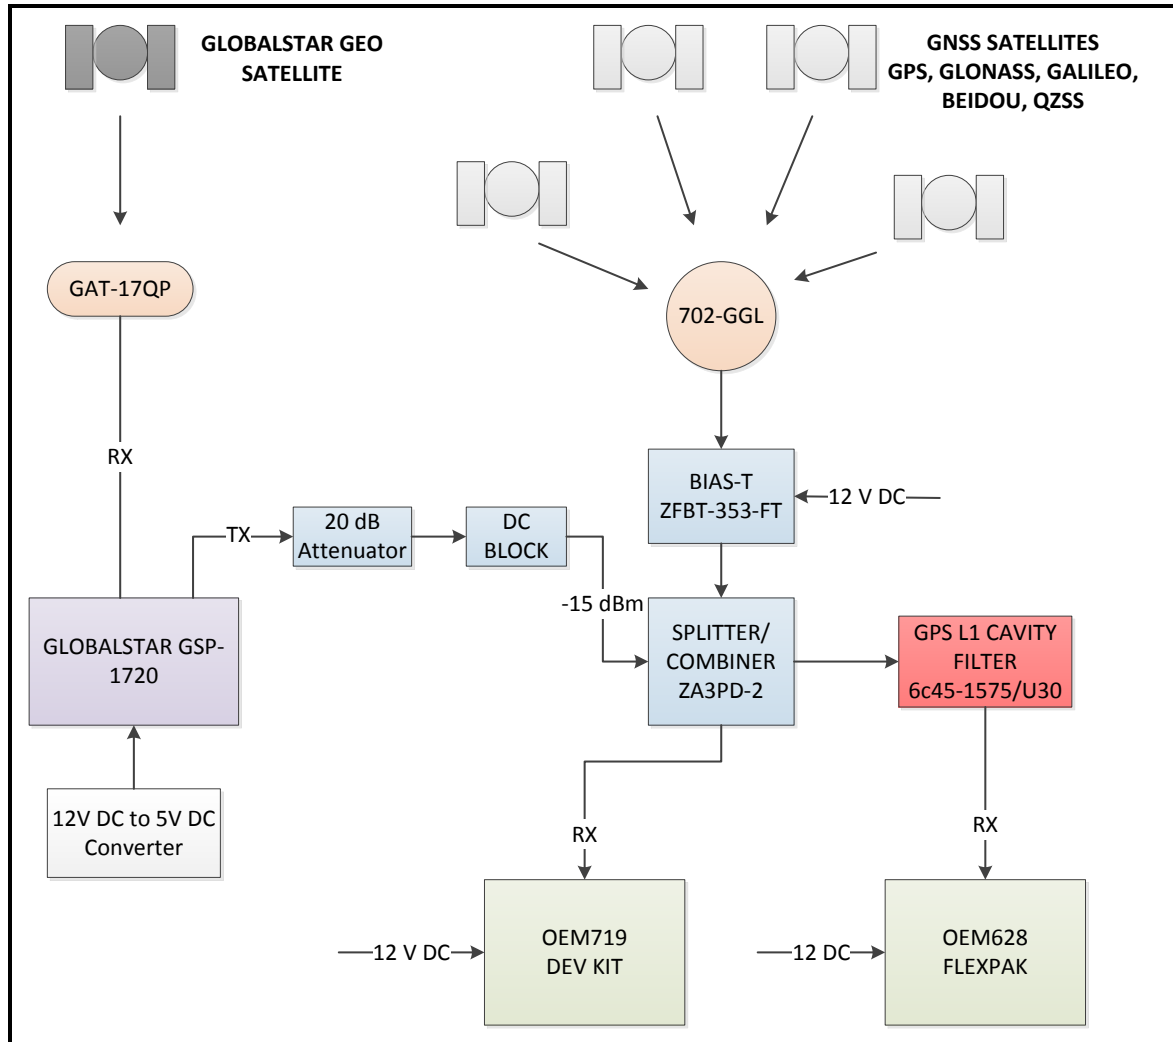 GLOBALSTAR GEO
SATELLITE
GNSS SATELLITES
GPS, GLONASS, GALILEO,
BEIDOU, QZSS
GAT-17QP
702-GGL
RX
BIAS-T
ZFBT-353-FT
12 V DC
TX
20 dB
Attenuator
DC
BLOCK
-15 dBm
GLOBALSTAR GSP-
1720
SPLITTER/
COMBINER
ZA3PD-2
GPS L1 CAVITY
FILTER
6c45-1575/U30
12V DC to 5V DC
Converter
RX
RX
12 V DC
OEM719
DEV KIT
12 DC
OEM628
FLEXPAK